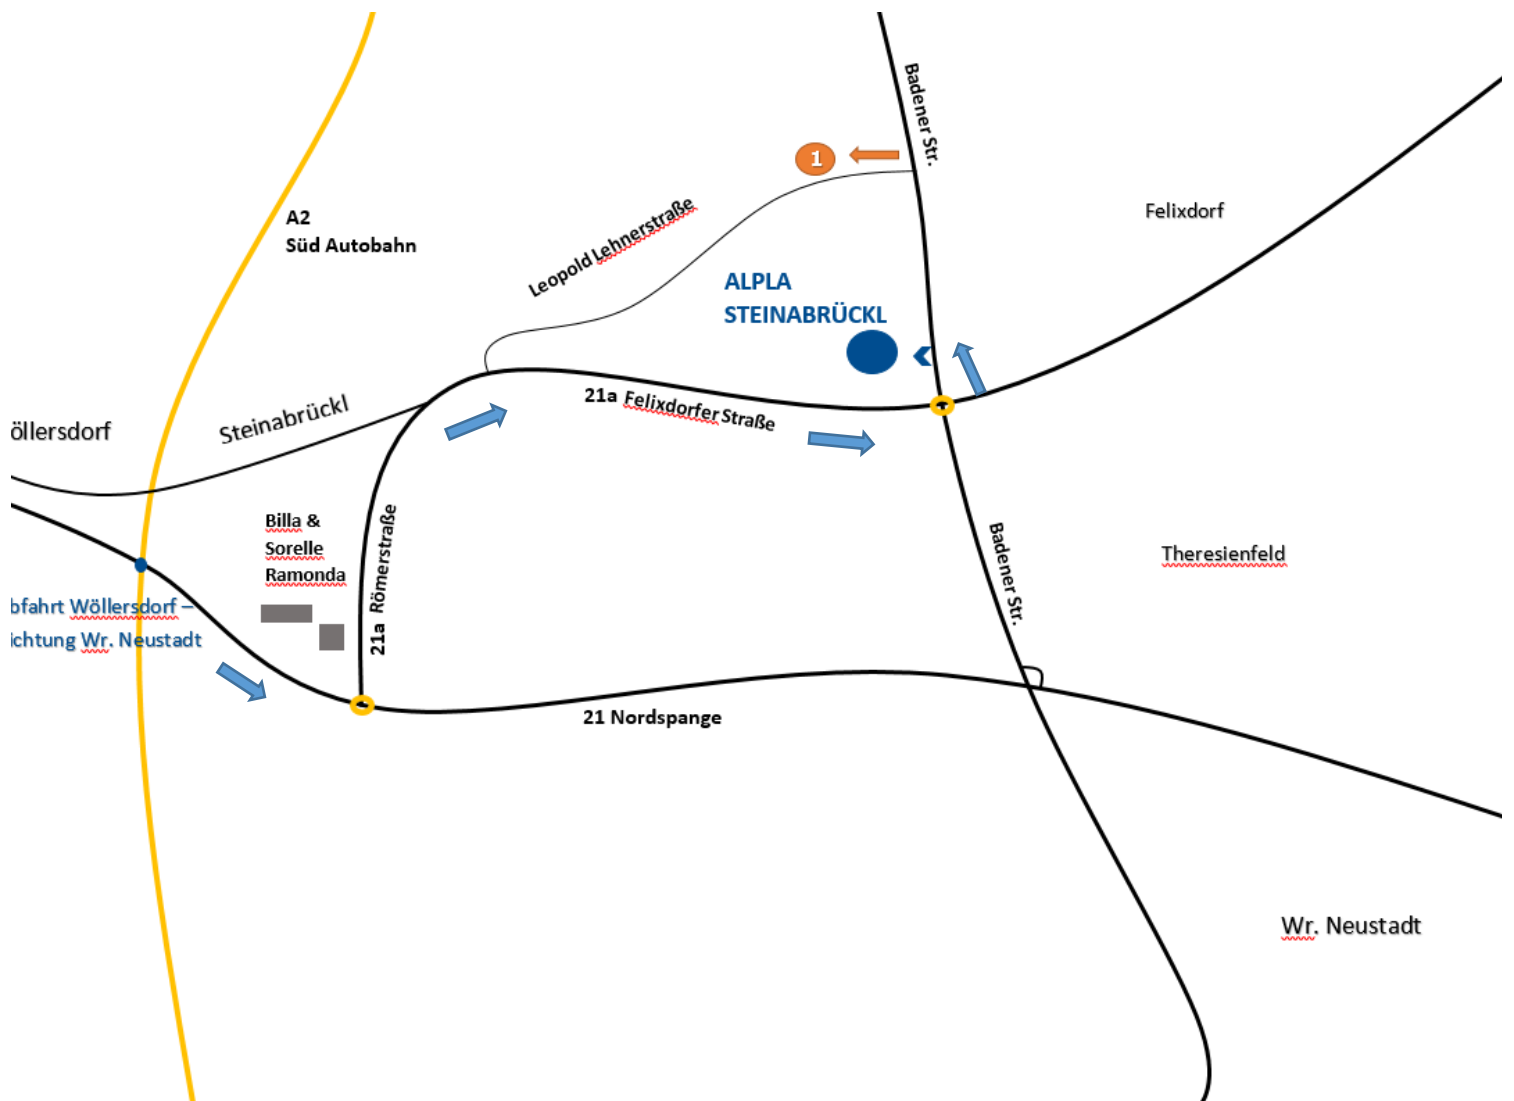 Badener Str.
1
A2
Süd Autobahn
Leopold Lehnerstraße
Felixdorf
ALPLA
STEINABRÜCKL
21a Felixdorfer Straße
Steinabrückl
öllersdorf
Billa &
Sorelle
Ramonda
21a Römerstraße
Badener Str.
Theresienfeld
bfahrt Wöllersdorf –
ichtung Wr. Neustadt
21 Nordspange
Wr. Neustadt